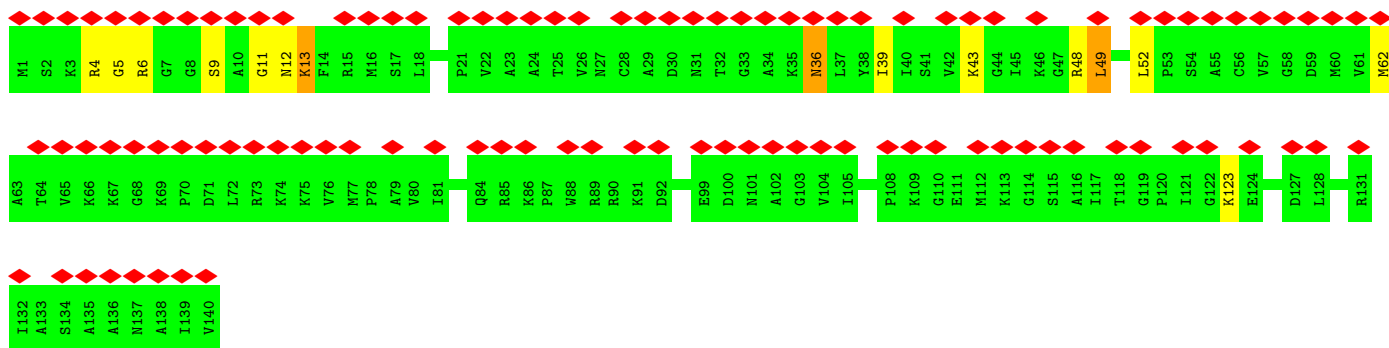 M1 S2 K3 R4 G5 R6 G7 G8 S9 A10 G11 N12 K13 F14 R15 M16 S17 L18 P21 V22 A23 A24 T25 V26 N27 C28 A29 D30 N31 T32 G33 A34 K35 N36 L37 Y38 I39 I40 S41 V42 K43 G44 I45 K46 G47 R48 L49 L52 P53 S54 A55 C56 V57 G58 D59 M60 V61 M62
A63 T64 V65 K66 K67 G68 K69 P70 D71 L72 R73 K74 K75 V76 M77 P78 A79 V80 I81 Q84 R85 K86 P87 W88 R89 R90 K91 D92 E99 D100 N101 A102 G103 V104 I105 P108 K109 G110 E111 M112 K113 G114 S115 A116 I117 T118 G119 P120 I121 G122 K123 E124 D127 L128 R131
I132 A133 S134 A135 A136 N137 A138 I139 V140